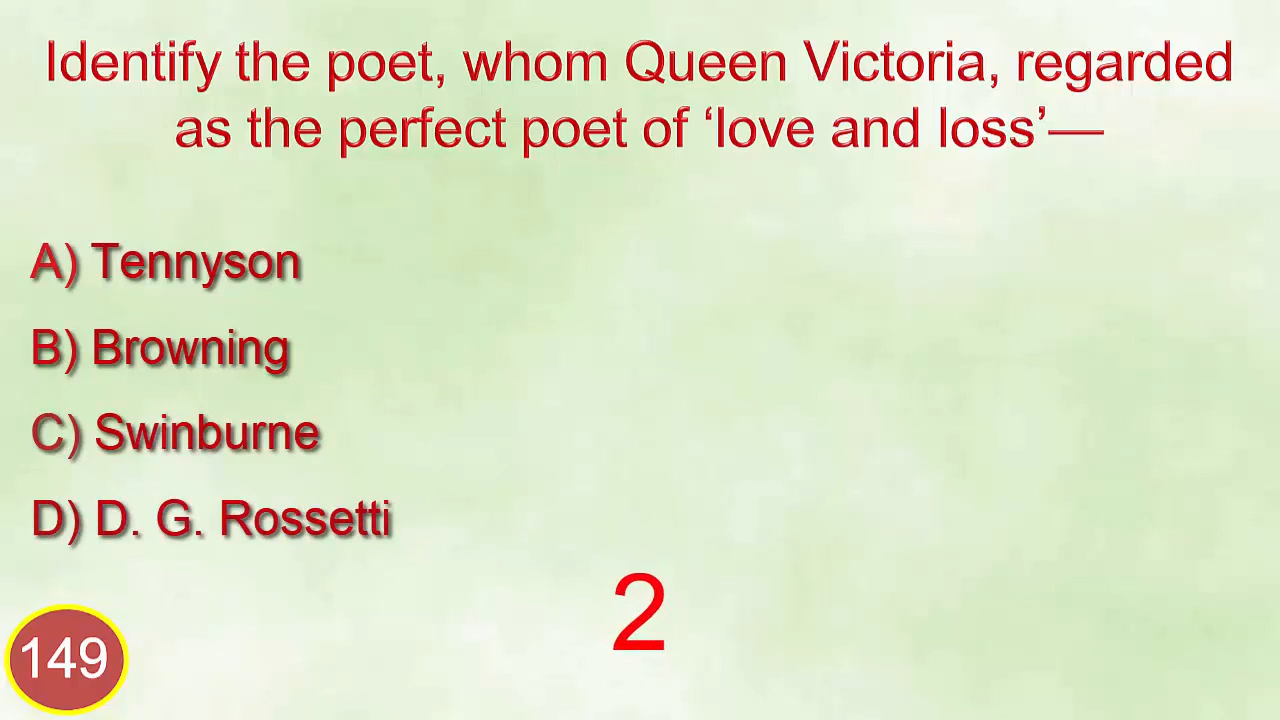 Identify the poet, whom Queen Victoria, regarded
as the perfect poet of ‘love and loss’—
A) Tennyson
B) Browning
C) Swinburne
D) D. G. Rossetti
2
149